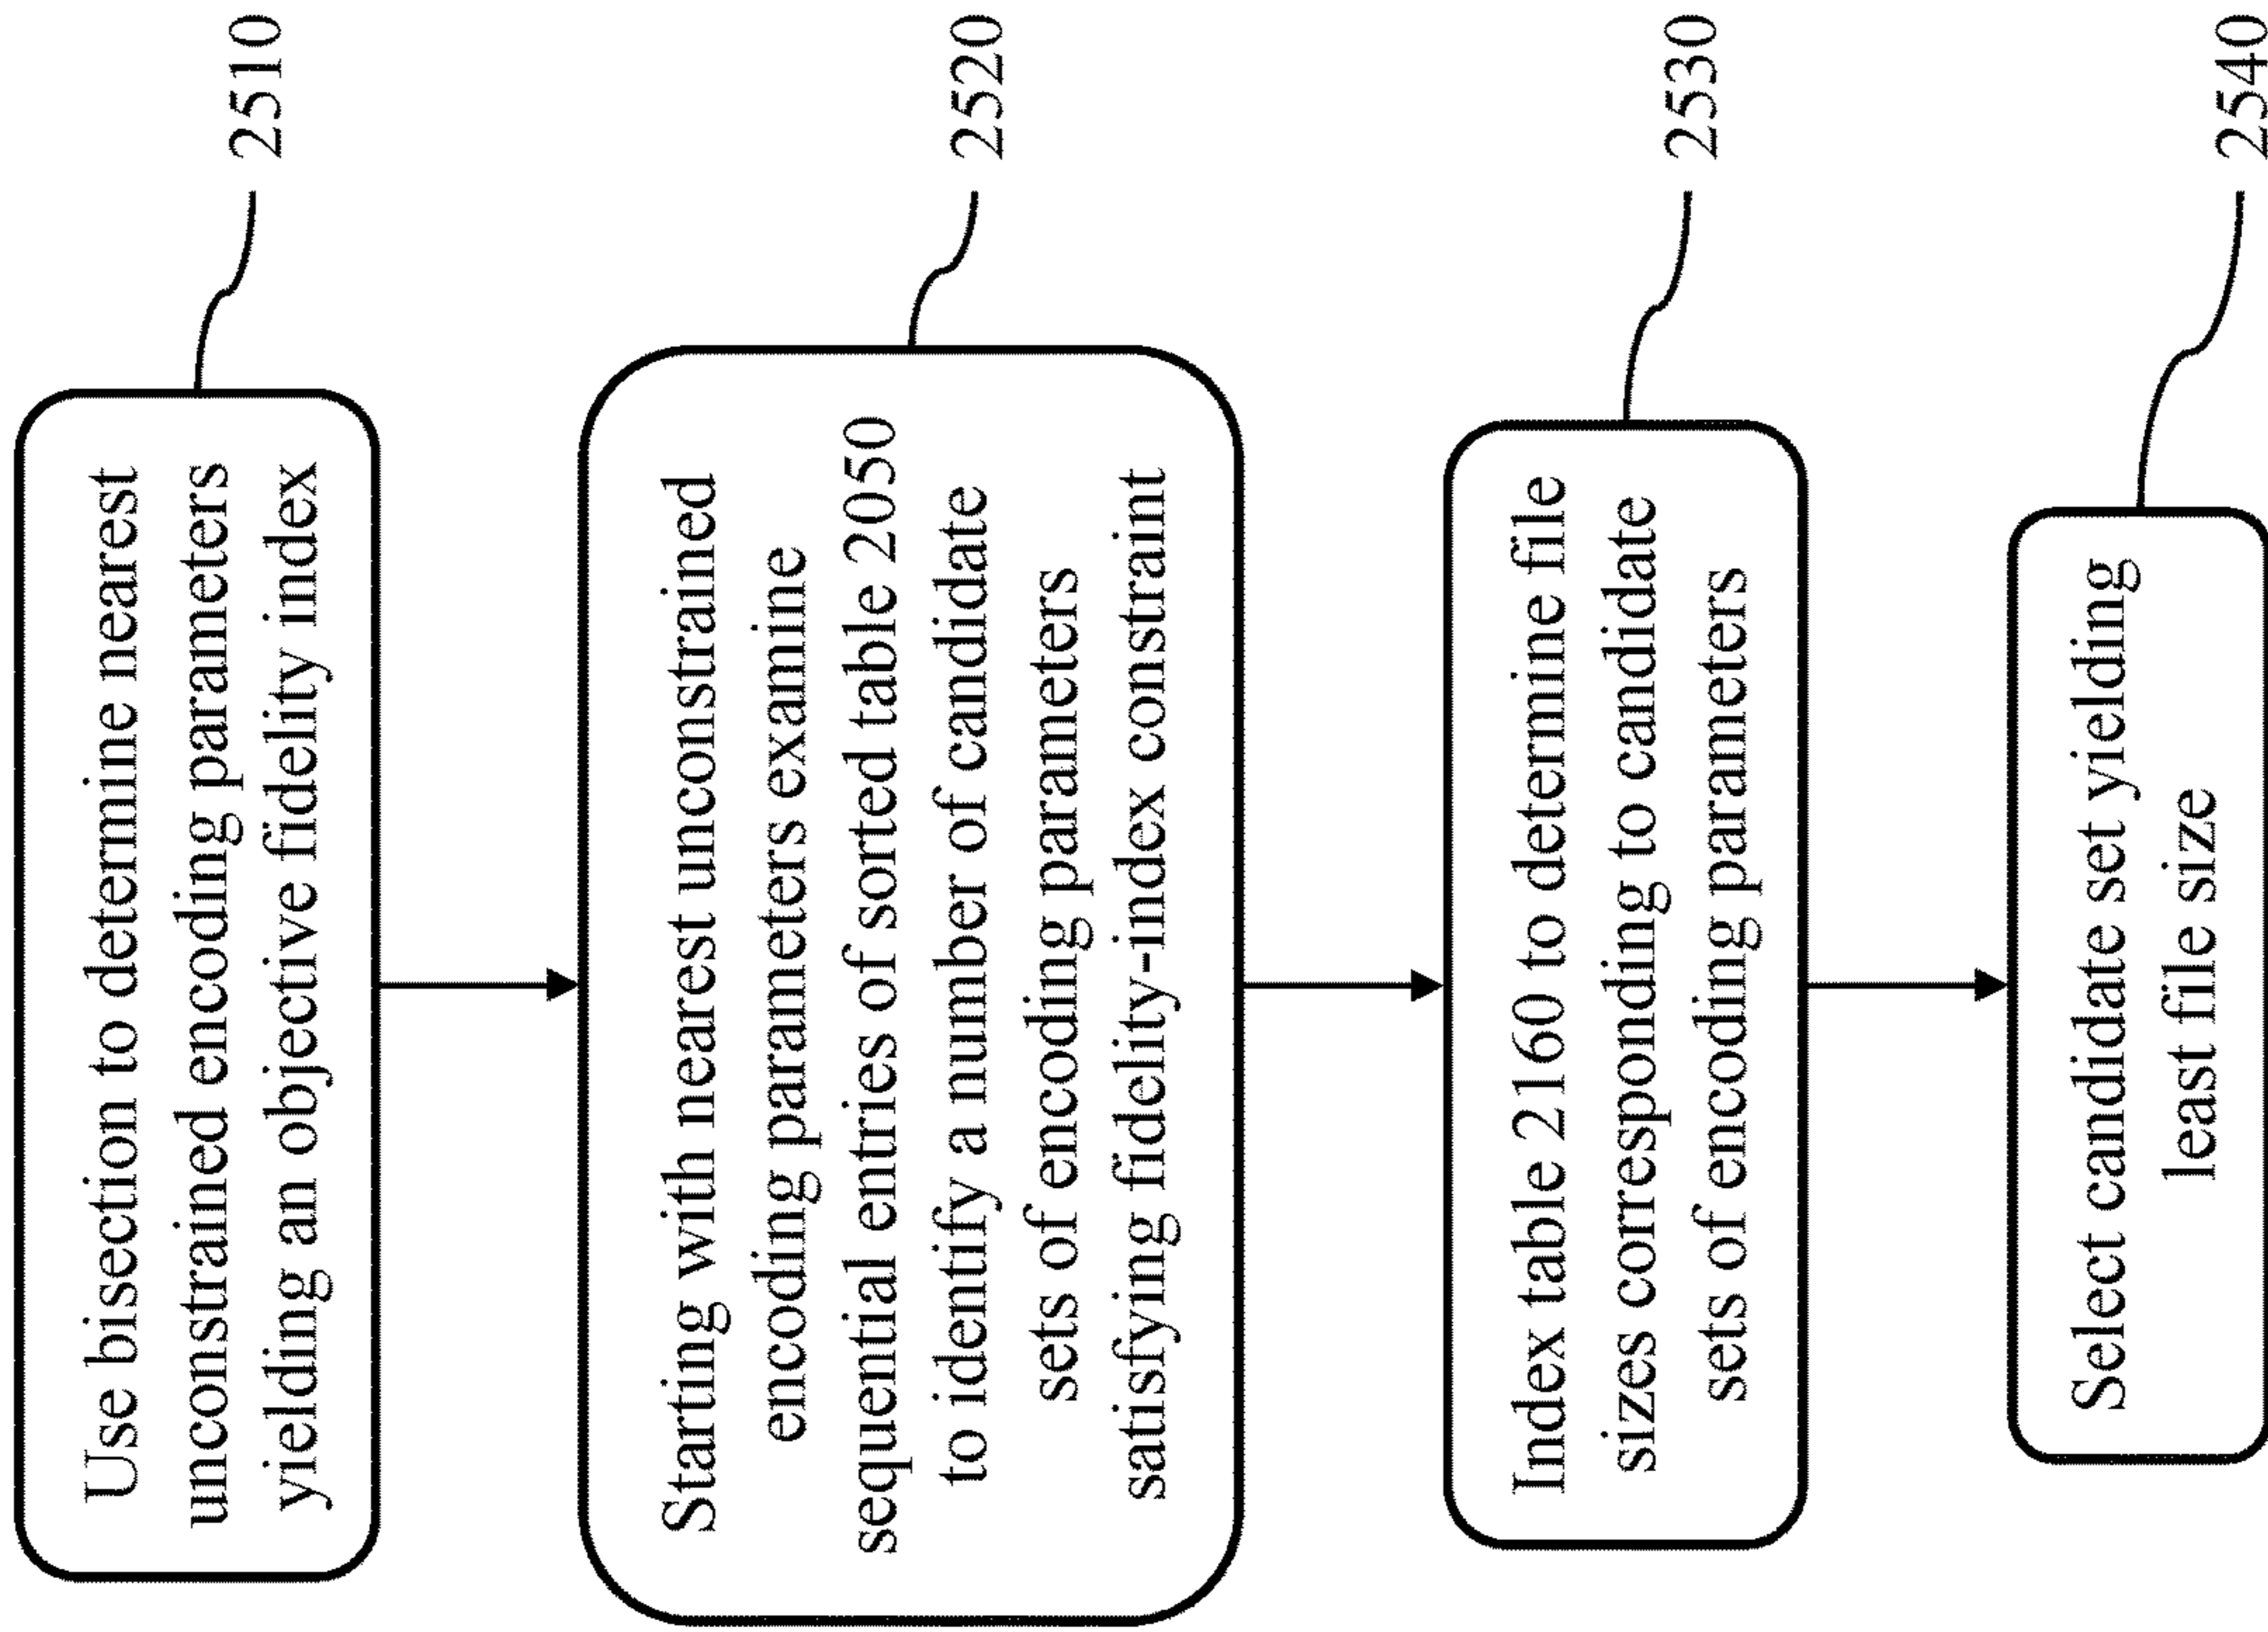 Use bisection to determine nearest
unconstrained encoding parameters
yielding an objective fidelity index
2510
Starting with nearest unconstrained
encoding parameters examine
sequential entries of sorted table 2050
to identify a number of candidate
sets of encoding parameters
satisfying fidelity-index constraint
2520
Index table 2160 to determine file
sizes corresponding to candidate
sets of encoding parameters
2530
Select candidate set yielding
least file size
2540